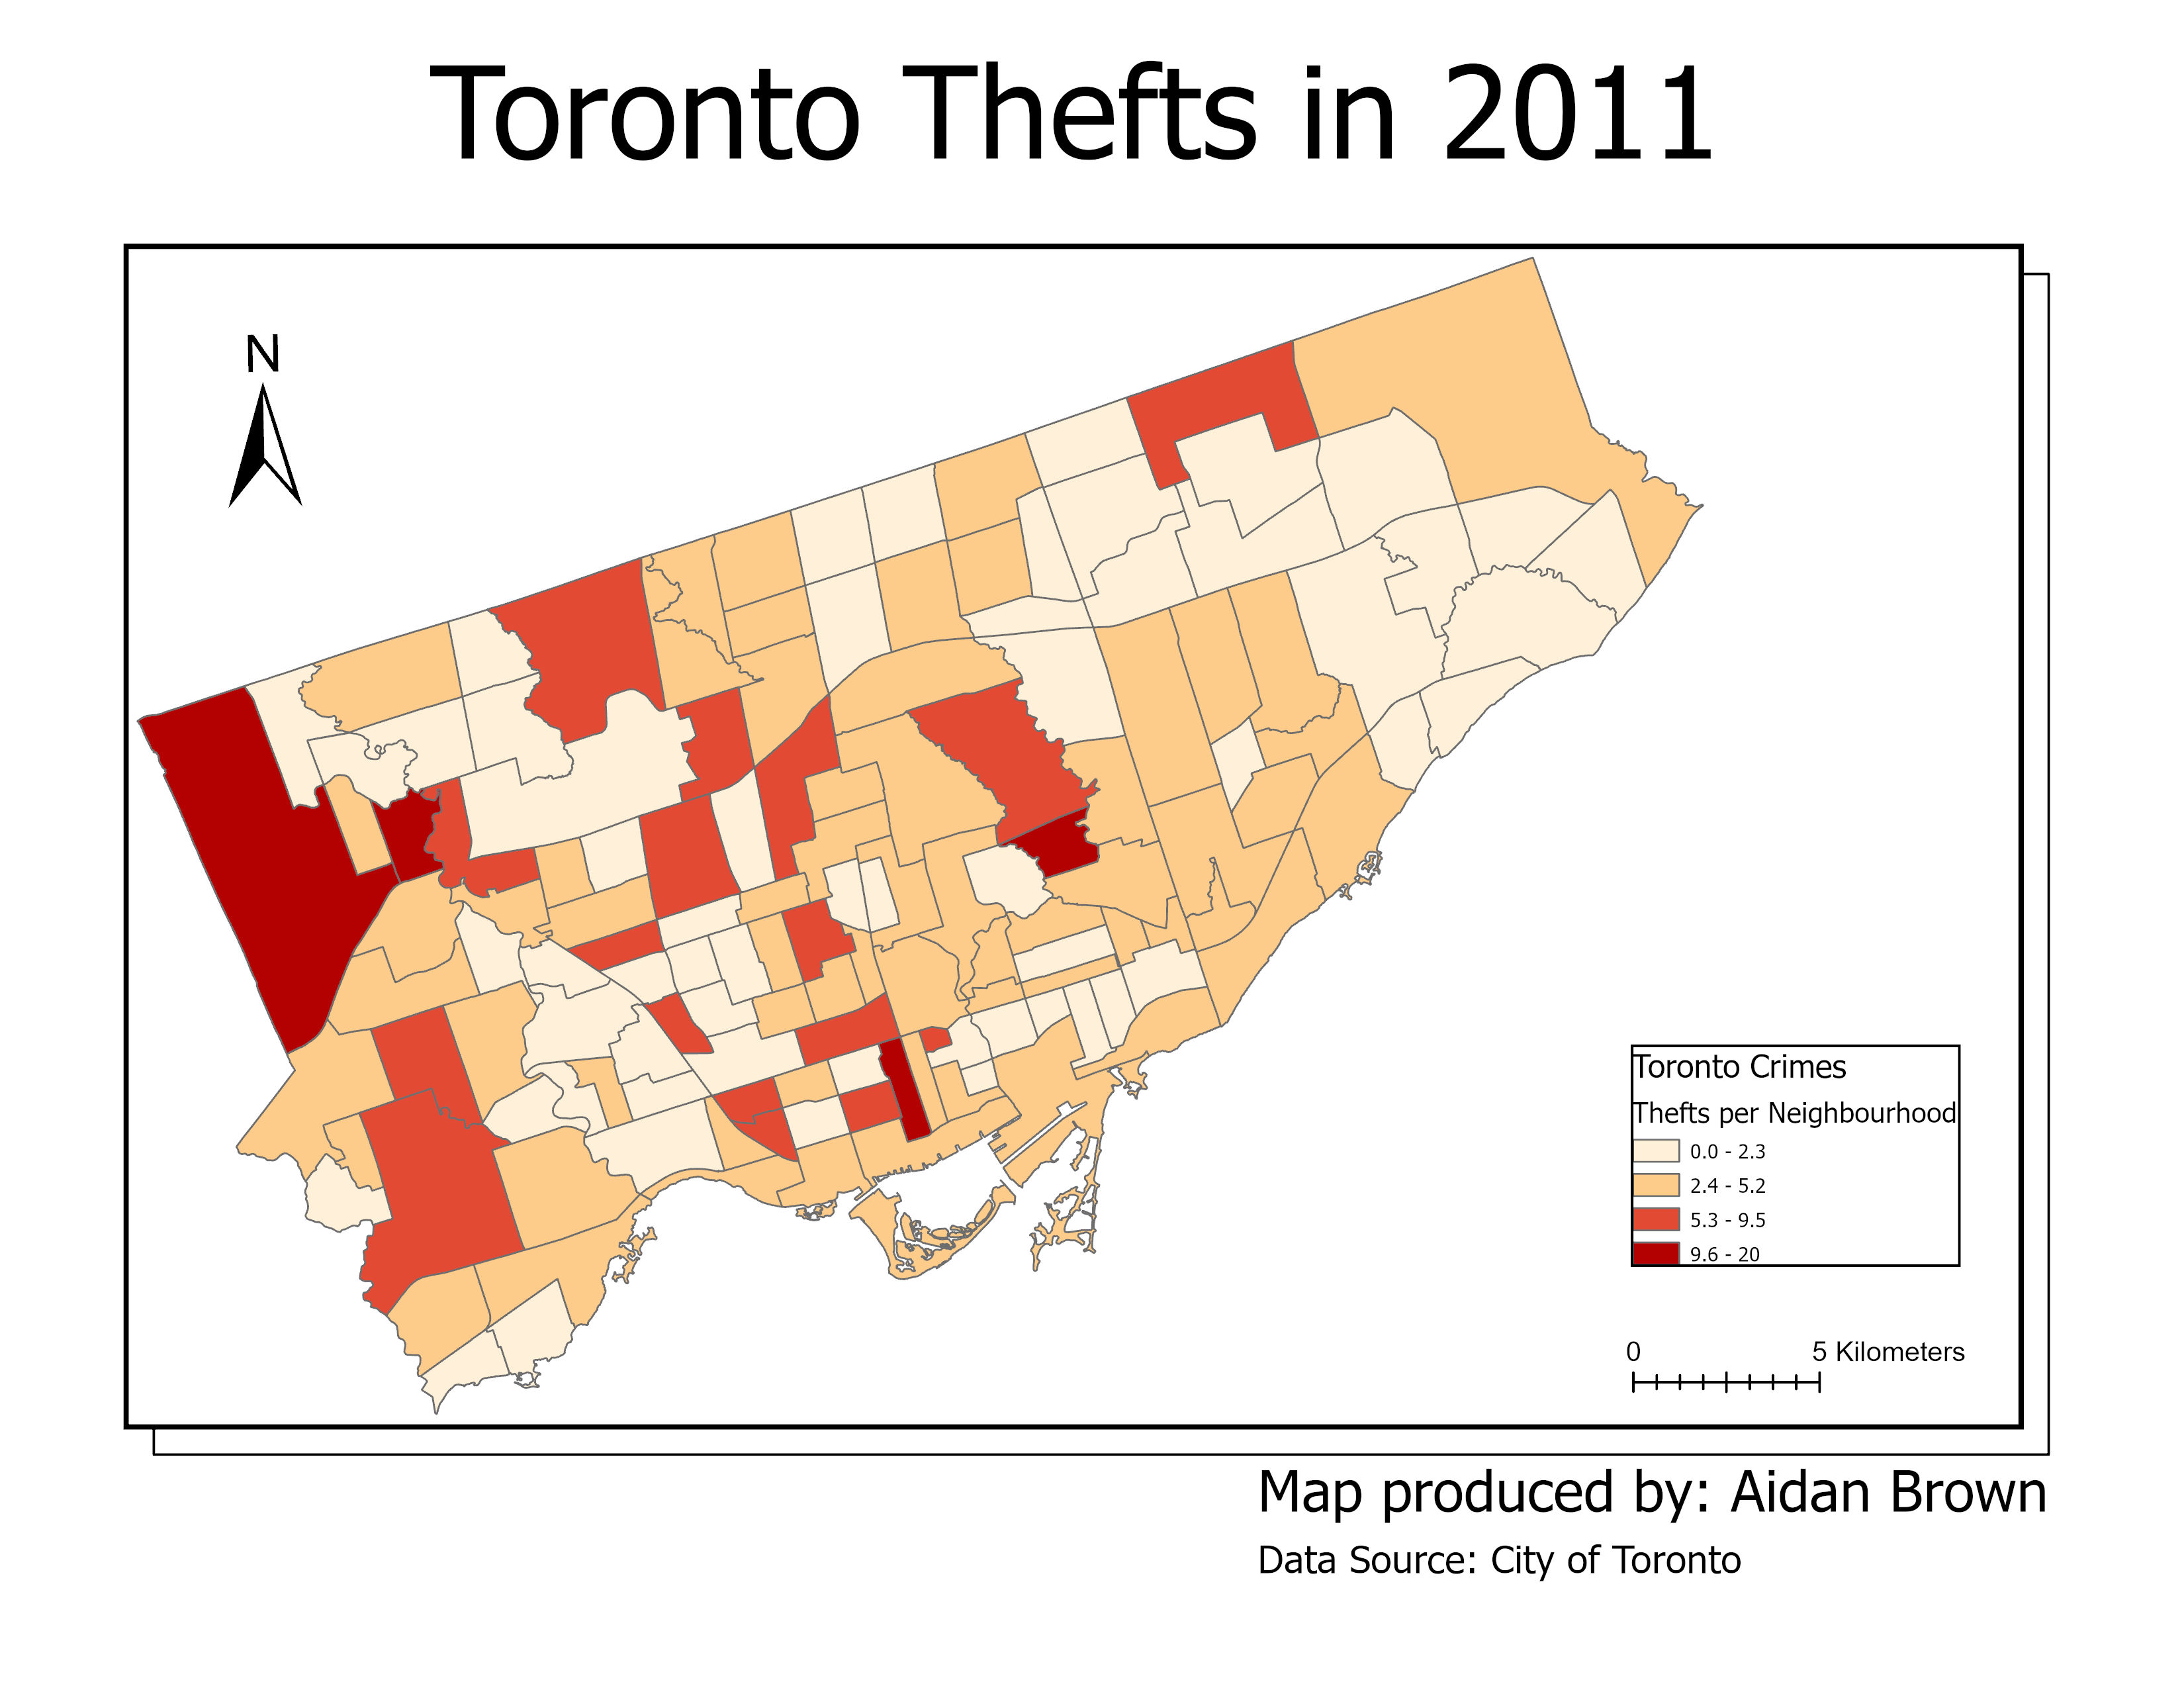 Toronto Thefts in 2011
N
Toronto Crimes
Thefts per Neighbourhood
0.0 - 2.3
2.4 - 5.2
5.3 - 9.5
9.6 - 20
0 5 Kilometers
Map produced by: Aidan Brown
Data Source: City of Toronto